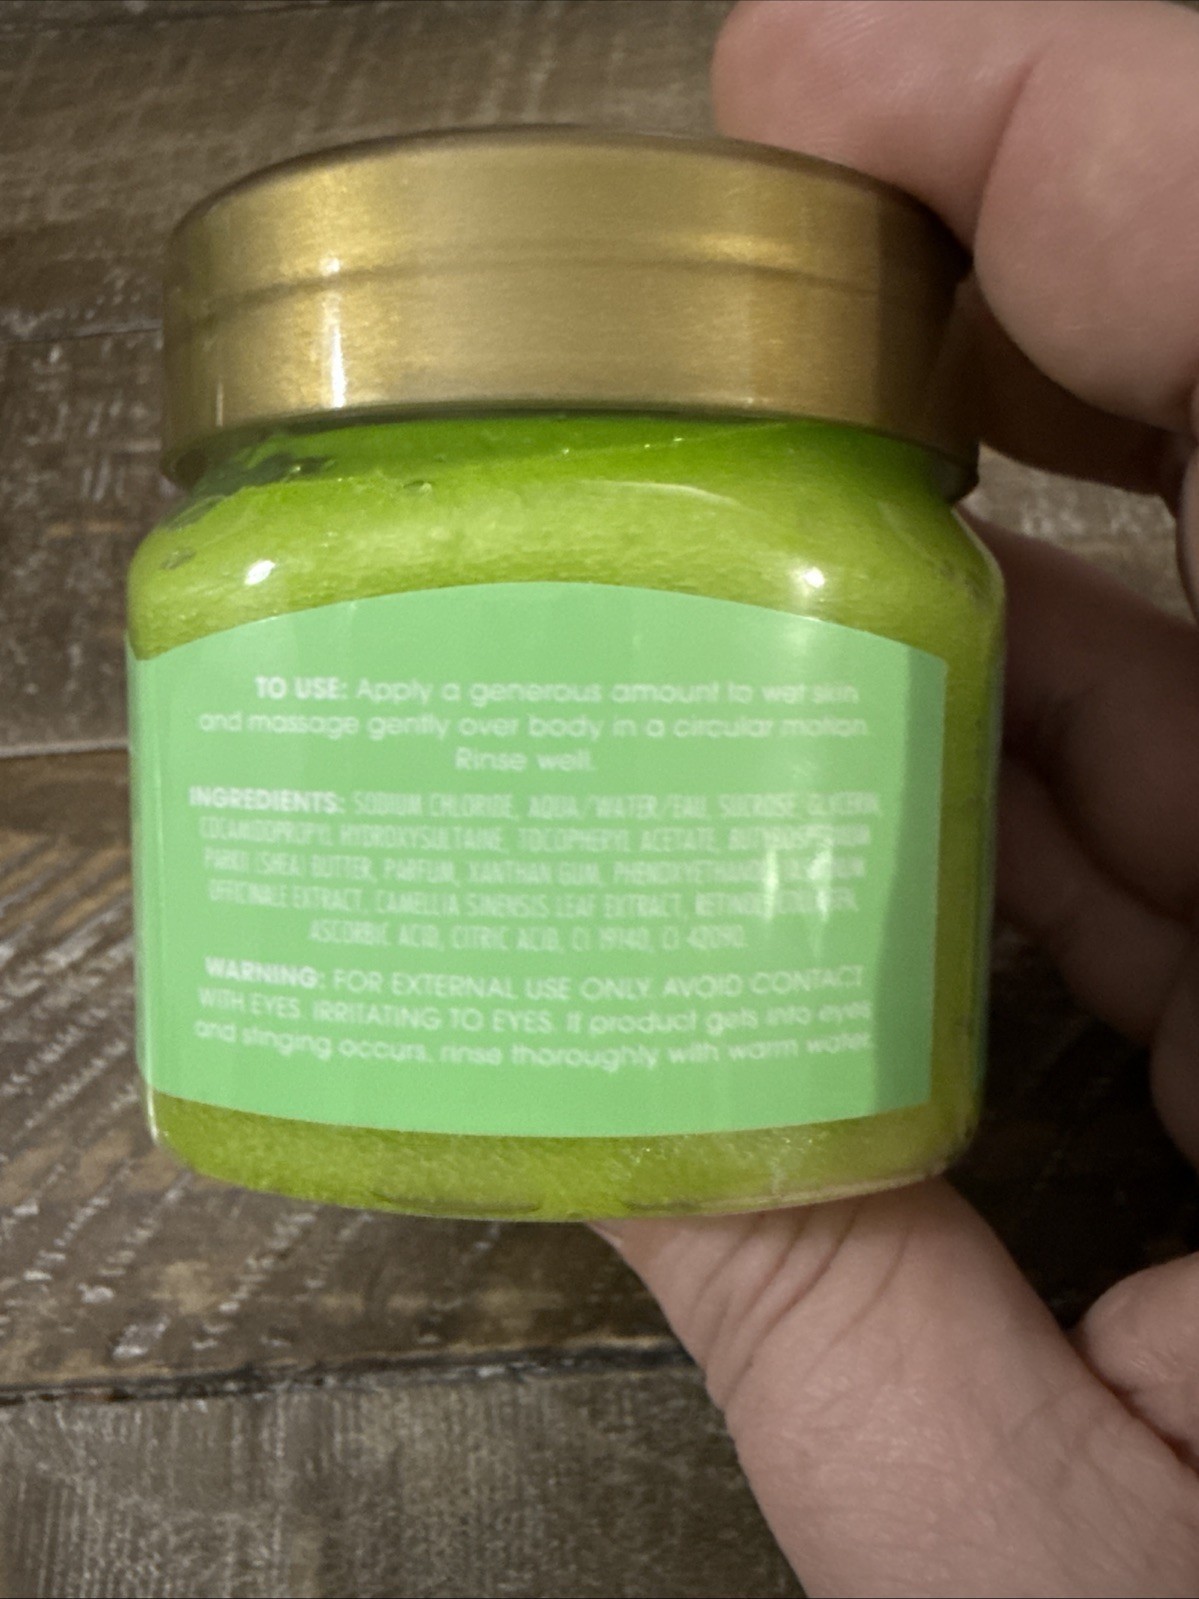 TO USE: Apply a generous amount to wet skin
and massage gently over body in a circular motion.
Rinse well.
INGREDIENTS: SODIUM CHLORIDE, AQUA/WATER/EAU, SUCROSE, GLYCERIN,
COCAMIDOPROPYL HYDROXYSULTAINE, TOCOPHERYL ACETATE,
PARKII (SHEA) BUTTER, PARFUM, XANTHAN GUM,
OFFICINALE EXTRACT, CAMELLIA SINENSIS LEAF EXTRACT,
ASCORBIC ACID, CITRIC ACID, CI 19140, CI 42090.
WARNING: FOR EXTERNAL USE ONLY. AVOID CONTACT
WITH EYES. IRRITATING TO EYES. If product gets into eyes
and stinging occurs, rinse thoroughly with warm water.